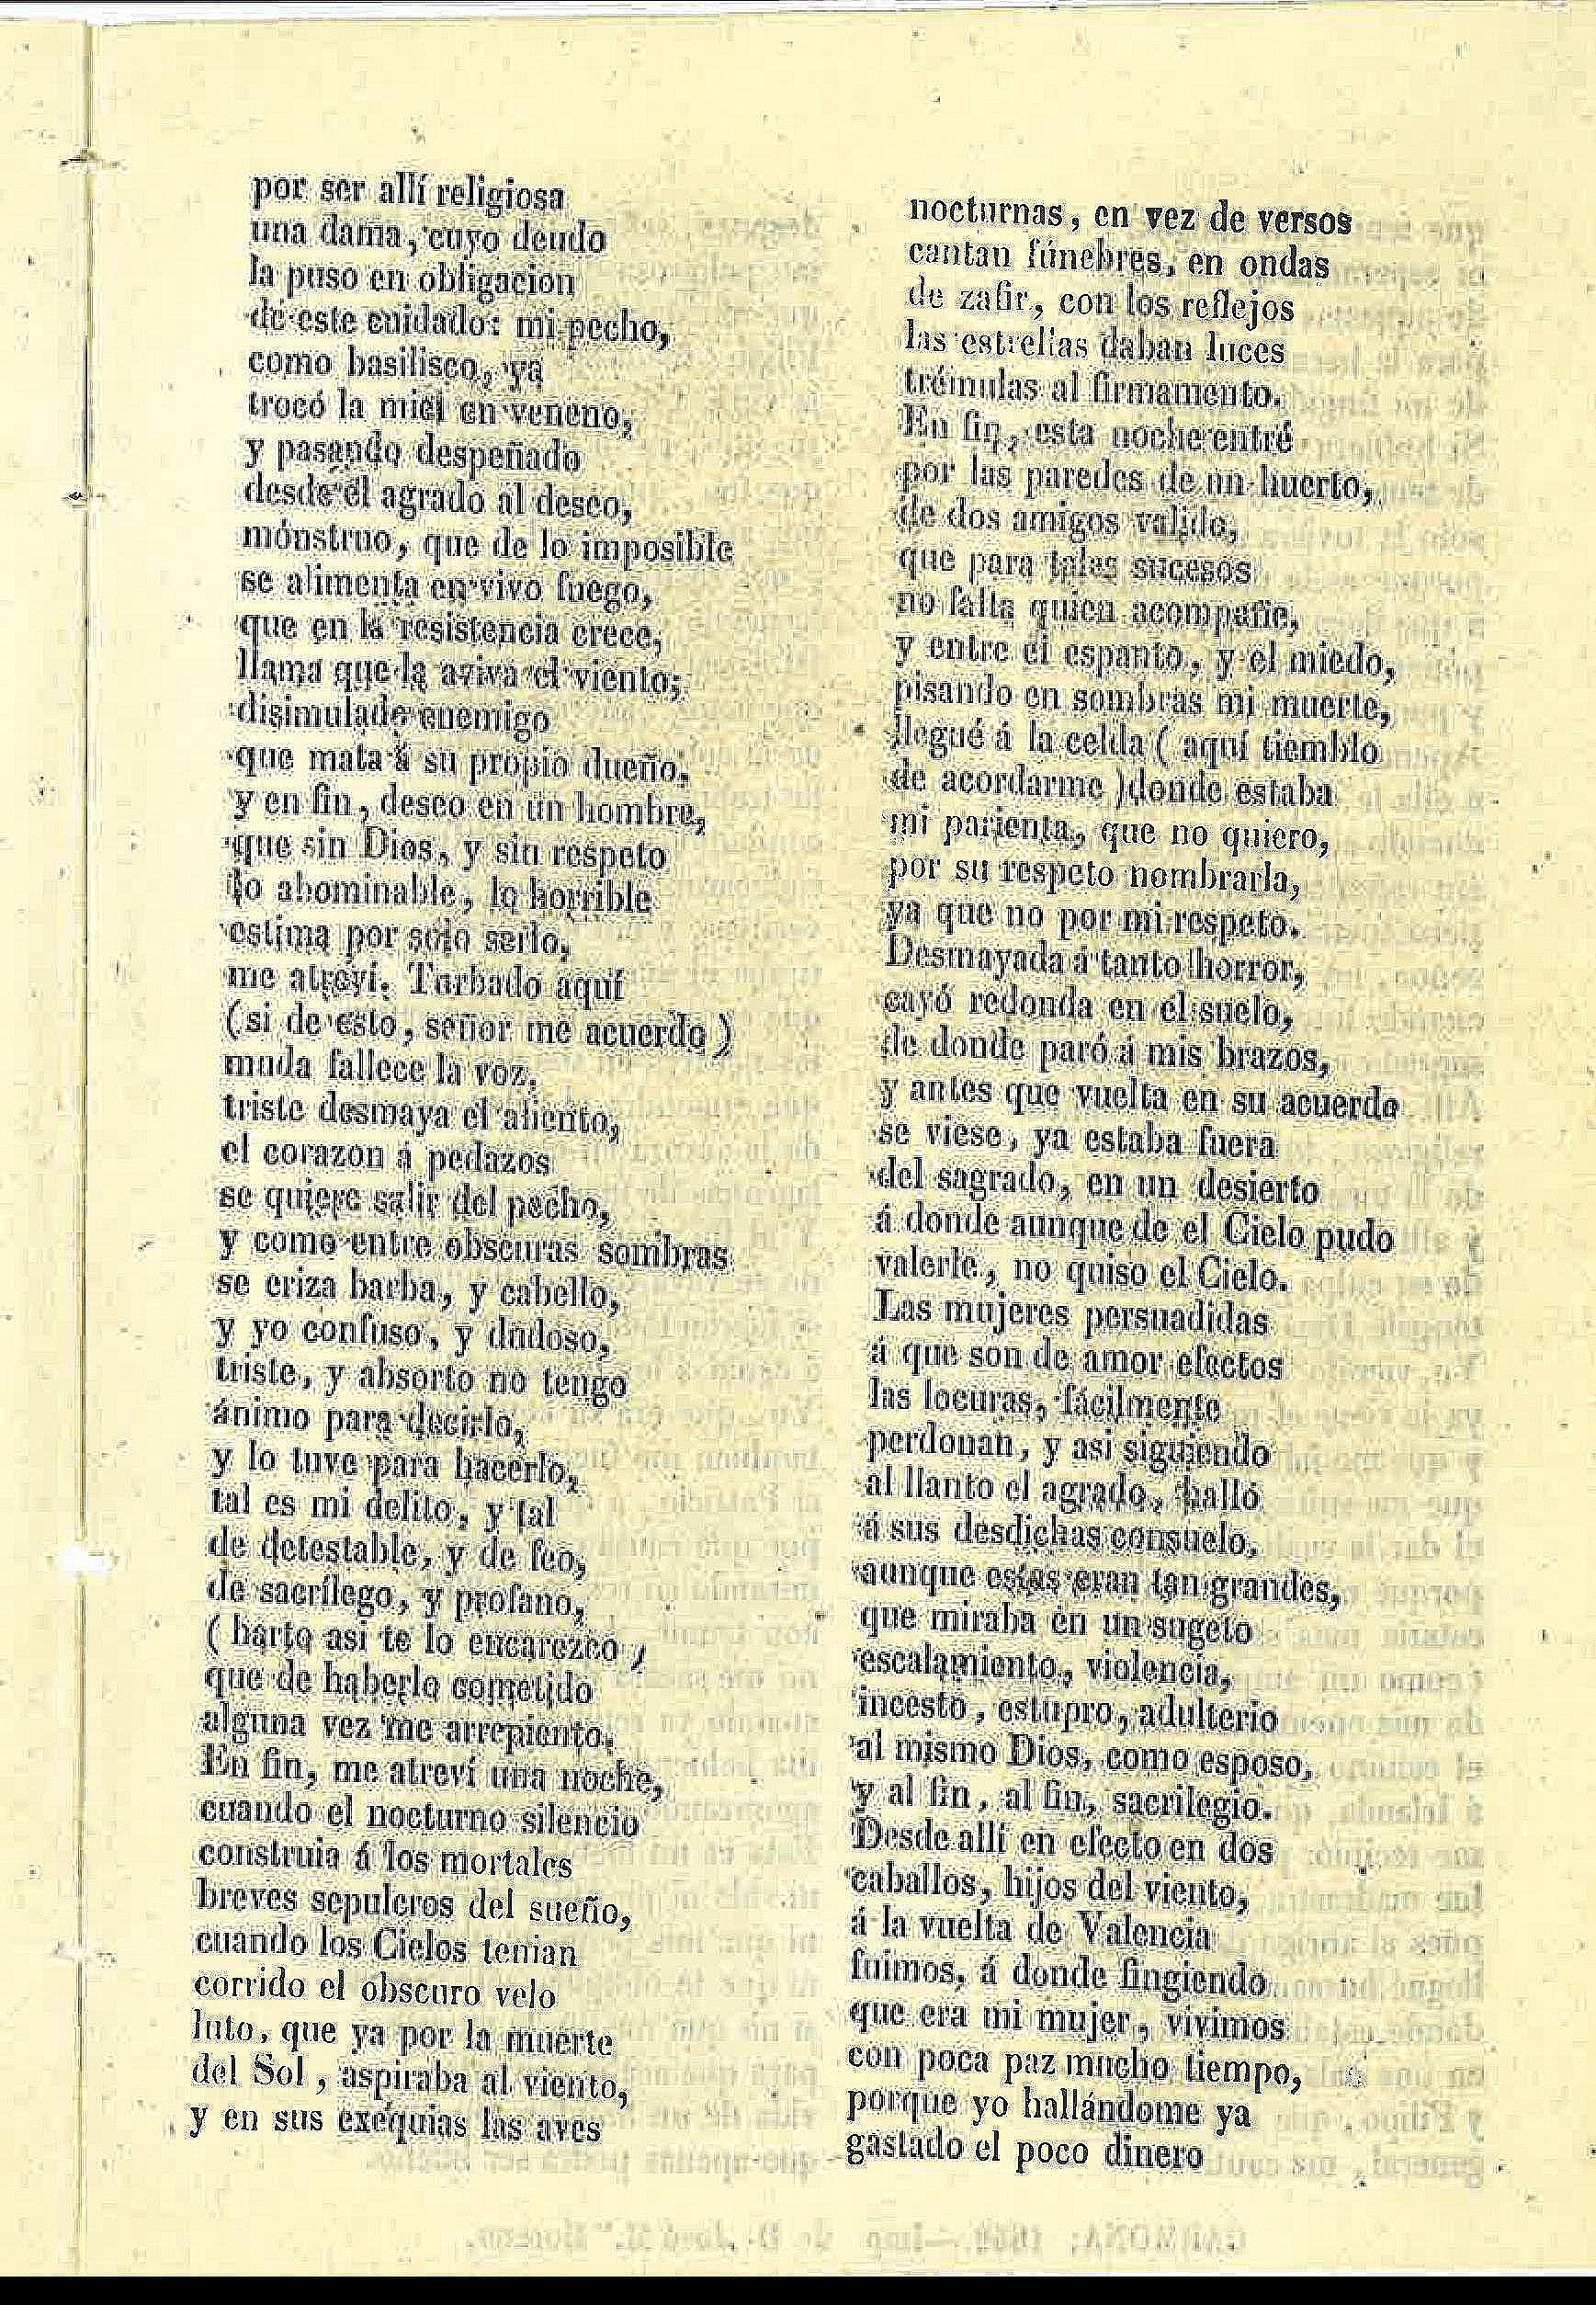 por ser allí religiosa
una dama, cuyo deudo
la puso en obligacion
de este cuidado: mi pecho,
como basilisco, ya
trocó la miel en veneno,
y pasando despeñado
desde el agrado al deseo,
mónstruo, que de lo imposible
se alimenta en vivo fuego,
que en la resistencia crece,
llama que la aviva el viento;
disimulado enemigo
que mata á su propio dueño,
y en fin, deseo en un hombre,
que sin Dios, y sin respeto
lo abominable, lo horrible
estima por solo serlo,
me atreví. Turbado aquí
(si de esto, señor me acuerdo)
muda fallece la voz,
triste desmaya el aliento,
el corazon á pedazos
se quiere salir del pecho,
y como entre obscuras sombras
se eriza barba, y cabello,
y yo confuso, y dudoso,
triste, y absorto no tengo
ánimo para decirlo,
y lo tuve para hacerlo,
tal es mi delito, y tal
de detestable, y de feo,
de sacrílego, y profano,
(harto asi te lo encarezco)
que de haberlo cometido
alguna vez me arrepiento.
En fin, me atreví una noche,
cuando el nocturno silencio
construia á los mortales
breves sepulcros del sueño,
cuando los Cielos tenian
corrido el obscuro velo
luto, que ya por la muerte
del Sol, aspiraba al viento,
y en sus exéquias las aves
nocturnas, en vez de versos
cantan fúnebres, en ondas
de zafir, con los reflejos
las estrellas daban luces
trémulas al firmamento.
En fin, esta noche entré
por las paredes de un huerto,
de dos amigos valido,
que para tales sucesos
no falta quien acompañe,
y entre el espanto, y el miedo,
pisando en sombras mi muerte,
llegué á la celda (aquí tiemblo
de acordarme) donde estaba
mi parienta, que no quiero,
por su respeto nombrarla,
ya que no por mi respeto.
Desmayada á tanto horror,
cayó redonda en el suelo,
de donde paró á mis brazos,
y antes que vuelta en su acuerdo
se viese, ya estaba fuera
del sagrado, en un desierto
á donde aunque de el Cielo pudo
valerle, no quiso el Cielo.
Las mujeres persuadidas
á que son de amor efectos
las locuras, fácilmente
perdonan, y asi siguiendo
al llanto el agrado, halló
á sus desdichas consuelo,
aunque estas eran tan grandes,
que miraba en un sugeto
escalamiento, violencia,
incesto, estupro, adulterio
al mismo Dios, como esposo,
y al fin, al fin, sacrilegio.
Desde allí en efecto en dos
caballos, hijos del viento,
á la vuelta de Valencia
fuimos, á donde fingiendo
que era mi mujer, vivimos
con poca paz mucho tiempo,
porque yo hallándome ya
gastado el poco dinero